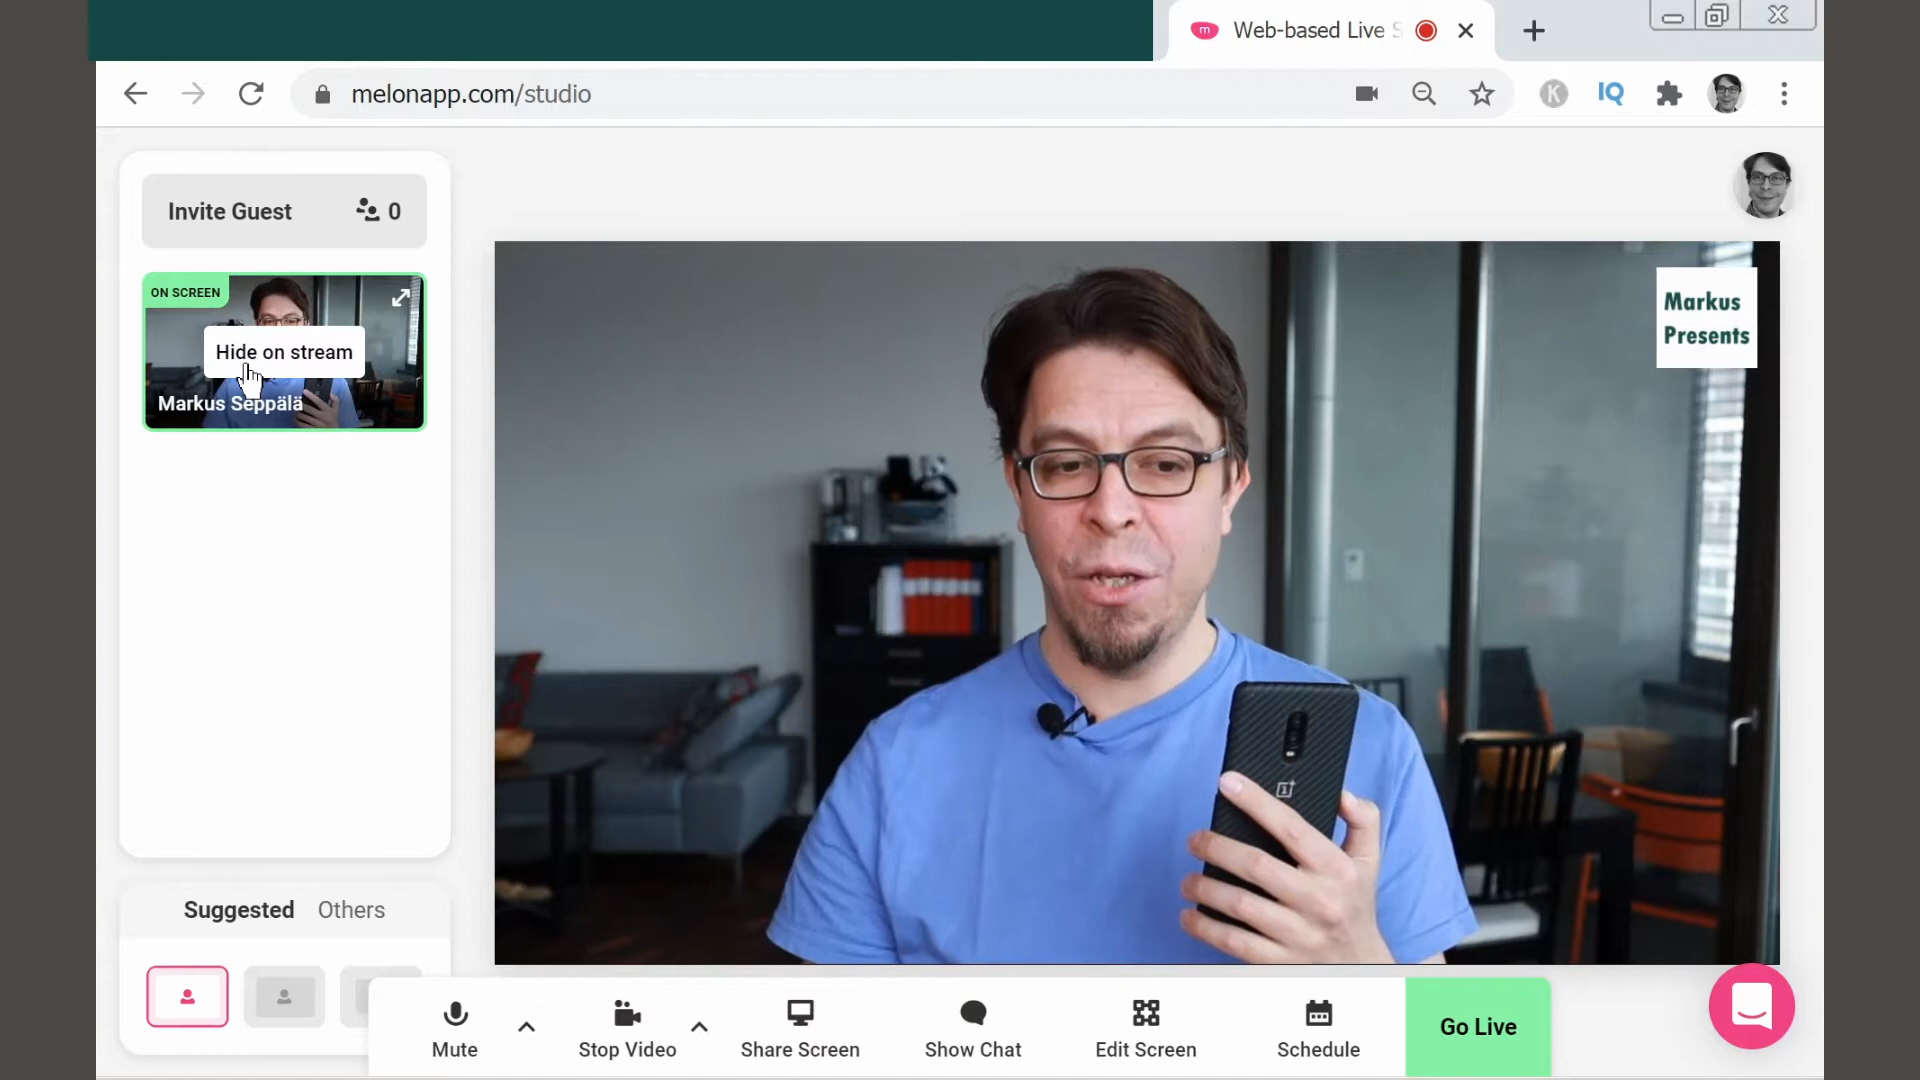 Web-based Live S
melonapp.com/studio
K
IQ
Invite Guest
0
ON SCREEN
Hide on stream
Markus Seppälä
Markus
Presents
Suggested
Others
Mute
Stop Video
Share Screen
Show Chat
Edit Screen
Schedule
Go Live